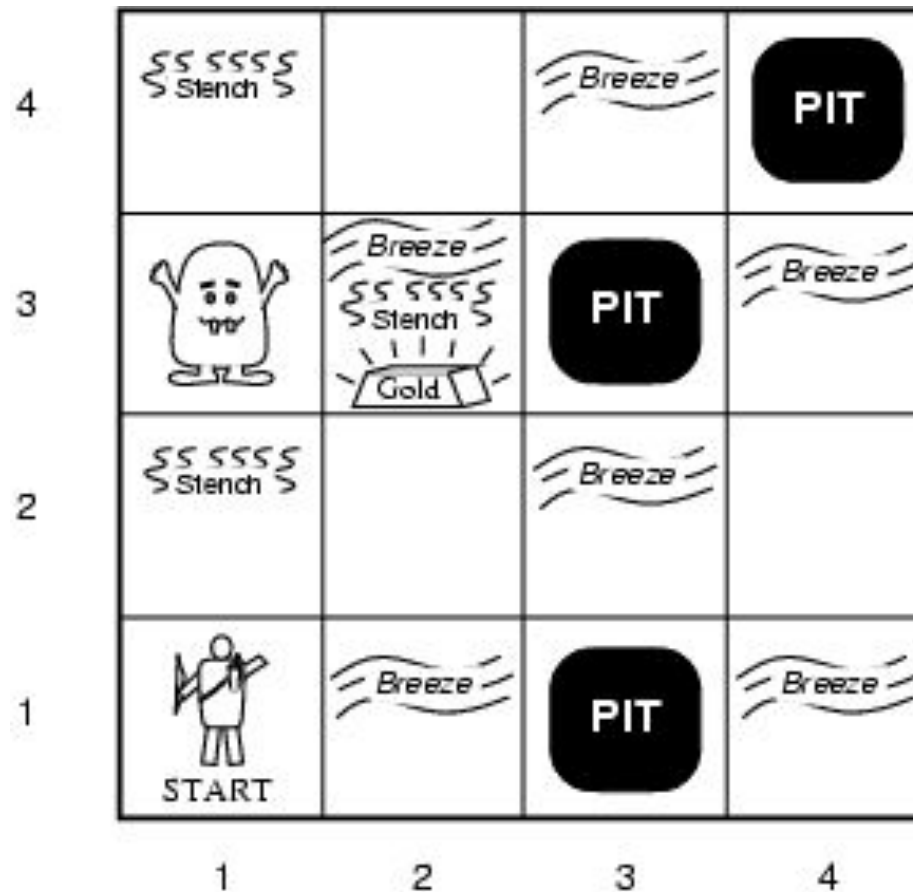 4
Stench
Breeze
PIT
3
Breeze
Stench
Gold
PIT
Breeze
2
Stench
Breeze
1
START
Breeze
PIT
Breeze
1 2 3 4